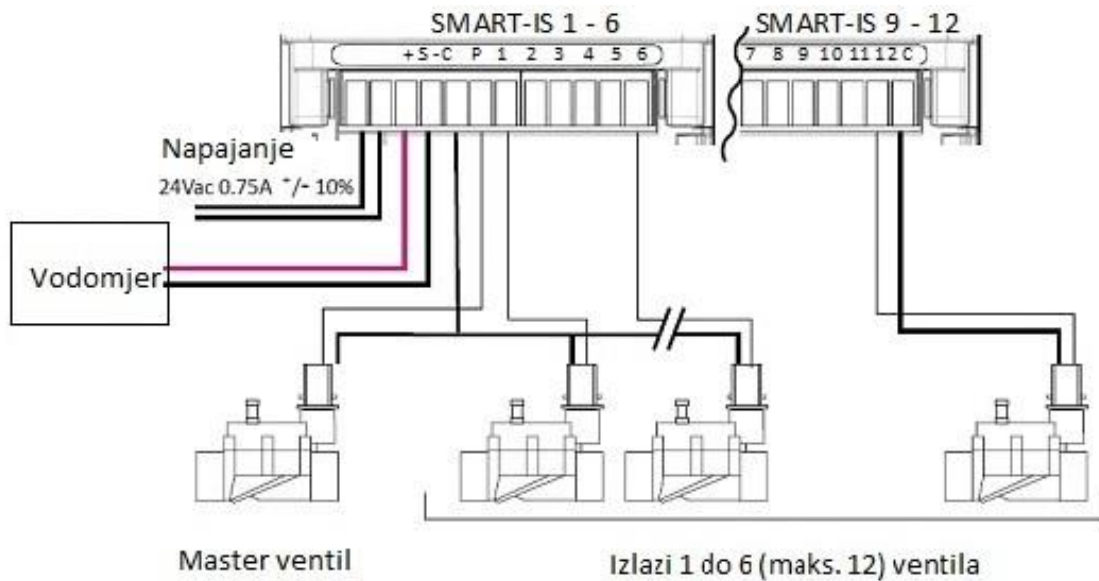 SMART-IS 1 - 6
SMART-IS 9 - 12
+ S - C P 1 2 3 4 5 6
7 8 9 10 11 12 C
Napajanje
24Vac 0.75A +/- 10%
Vodomjer
Master ventil
Izlazi 1 do 6 (maks. 12) ventila